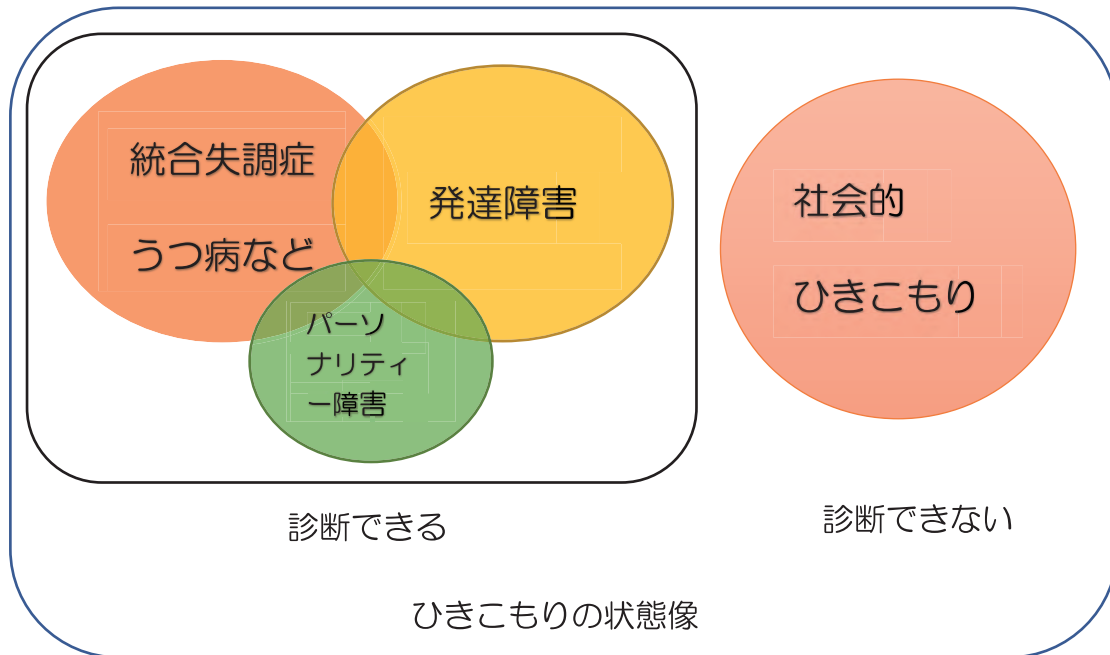 統合失調症
うつ病など
発達障害
パーソ
ナリティ
ー障害
社会的
ひきこもり
診断できる
診断できない
ひきこもりの状態像